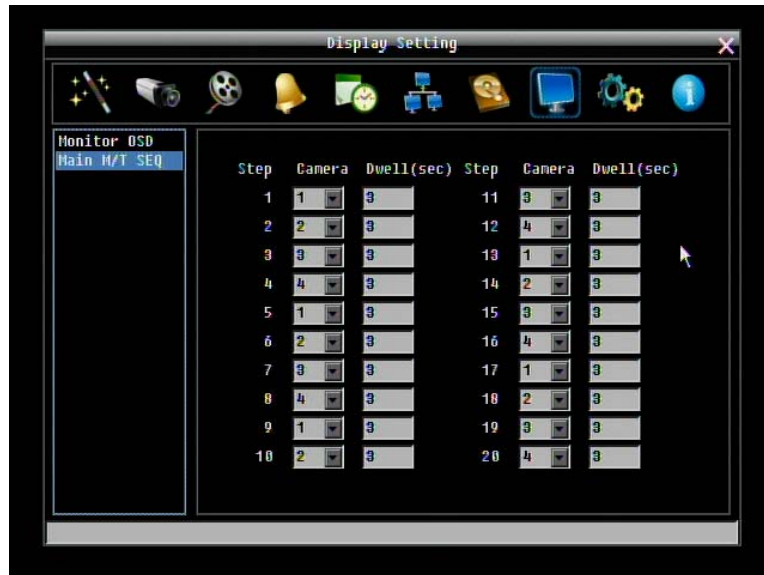 Display Setting
Monitor OSD
Main M/T SEQ
Step Camera Dwell(sec) Step Camera Dwell(sec)
1 1 3 11 3 3
2 2 3 12 4 3
3 3 3 13 1 3
4 4 3 14 2 3
5 1 3 15 3 3
6 2 3 16 4 3
7 3 3 17 1 3
8 4 3 18 2 3
9 1 3 19 3 3
10 2 3 20 4 3